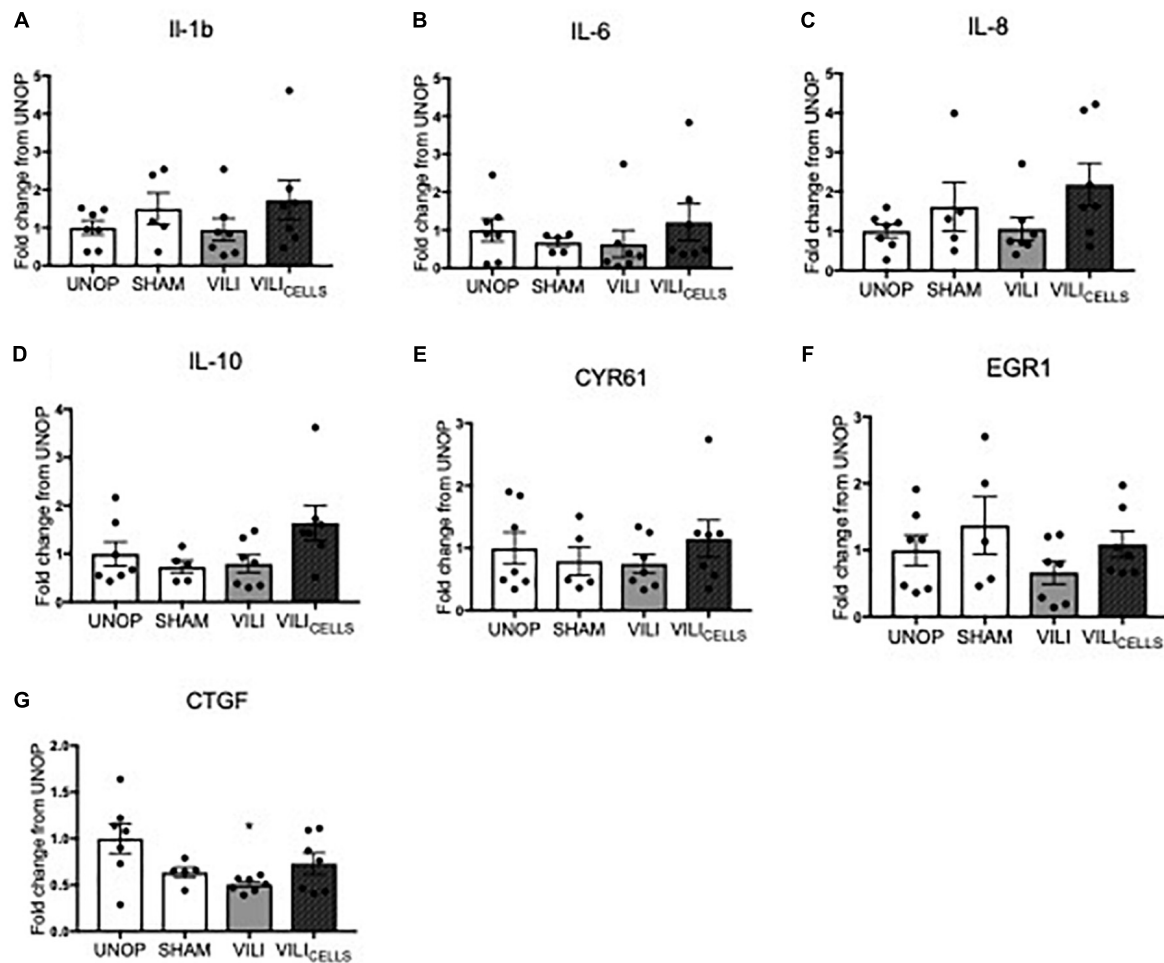 A
Il-1b
Fold change from UNOP
5
4
3
2
1
0
UNOP SHAM VILI VILICELLS
B
IL-6
Fold change from UNOP
5
4
3
2
1
0
UNOP SHAM VILI VILICELLS
C
IL-8
Fold change from UNOP
5
4
3
2
1
0
UNOP SHAM VILI VILICELLS
D
IL-10
Fold change from UNOP
4
3
2
1
0
UNOP SHAM VILI VILICELLS
E
CYR61
Fold change from UNOP
3
2
1
0
UNOP SHAM VILI VILICELLS
F
EGR1
Fold change from UNOP
3
2
1
0
UNOP SHAM VILI VILICELLS
G
CTGF
Fold change from UNOP
2.0
1.5
1.0
0.5
0.0
*
UNOP SHAM VILI VILICELLS